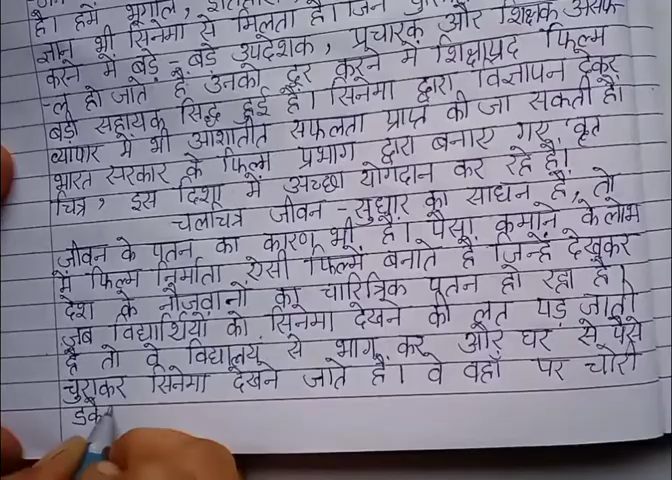 है। हमें भूगोल,
ज्ञान भी सिनेमा से मिलता है। जिन
करने में बड़े - बड़े उपदेशक, प्रचारक और शिक्षक असफ
-ल हो जाते हैं उनको दूर करने में शिक्षाप्रद फिल्म
बड़ी सहायक सिद्ध हुई है। सिनेमा द्वारा विज्ञापन देकर
व्यापार में भी आशातीत सफलता प्राप्त की जा सकती है।
भारत सरकार के फिल्म प्रभाग द्वारा बनाए गए, वृत
चित्र, इस दिशा में अच्छा योगदान कर रहे हैं।
चलचित्र जीवन - सुधार का साधन है, तो
जीवन के पतन का कारण भी है। पैसा कमाने के लोभ
में फिल्म निर्माता ऐसी फिल्में बनाते हैं जिन्हें देखकर
देश के नौजवानों का चारित्रिक पतन हो रहा है।
जब विद्यार्थियों को सिनेमा देखने की लत पड़ जाती
है तो वे विद्यालय से भाग कर और घर से पैसे
चुराकर सिनेमा देखने जाते हैं। वे वहाँ पर चोरी
डके